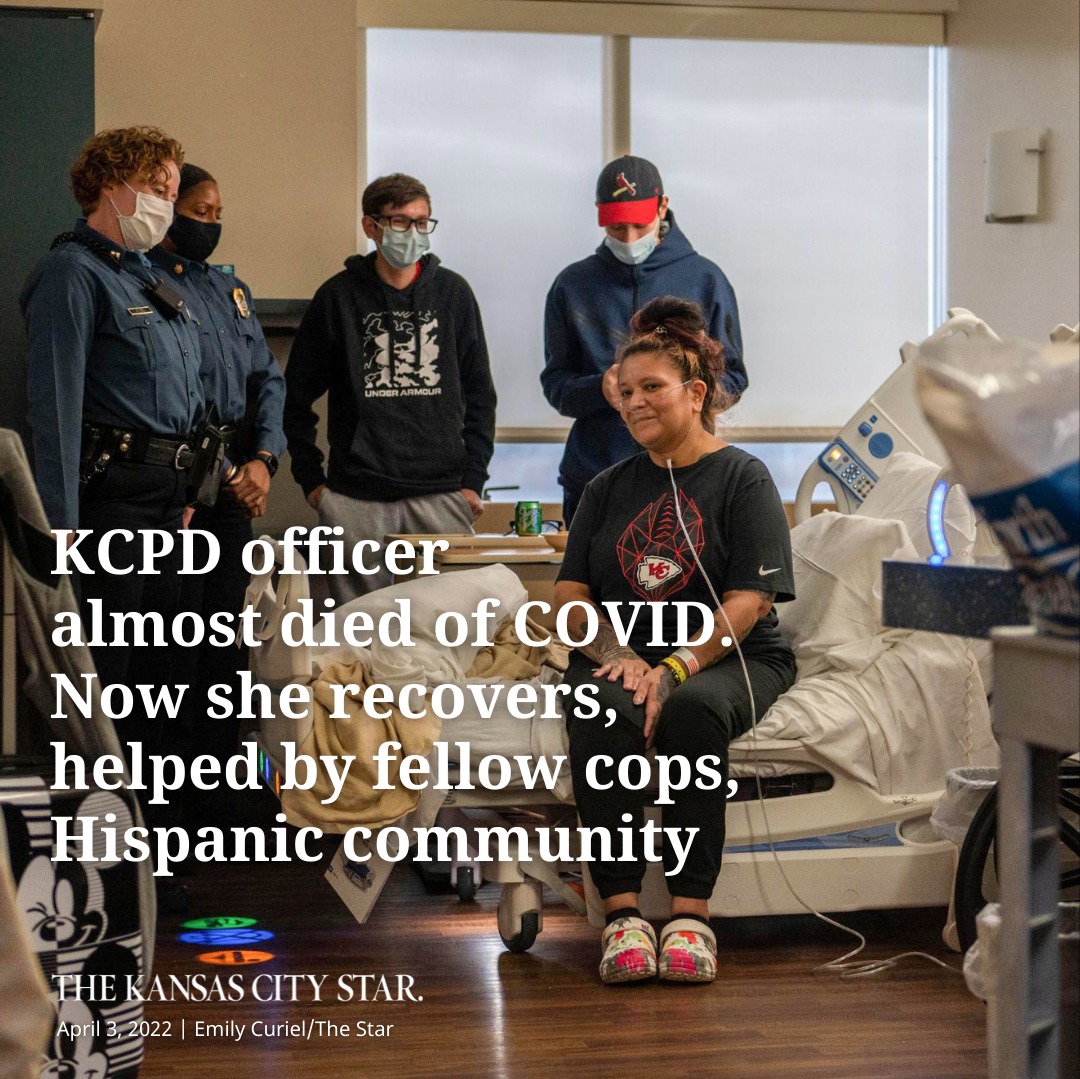 UNDER ARMOUR
KC
KCPD officer
almost died of COVID.
Now she recovers,
helped by fellow cops,
Hispanic community
THE KANSAS CITY STAR.
April 3, 2022 | Emily Curiel/The Star